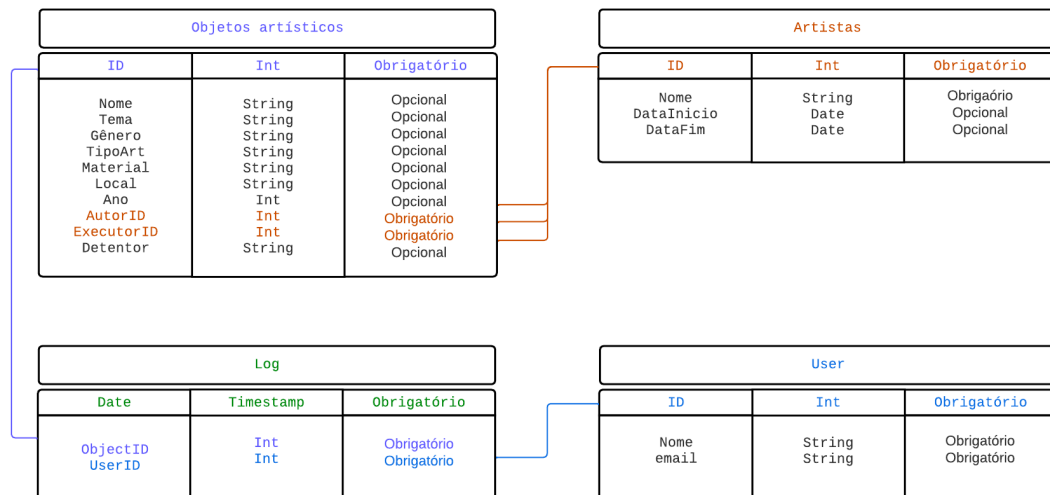 Objetos artísticos
ID Int Obrigatório
Nome String Opcional
Tema String Opcional
Gênero String Opcional
TipoArt String Opcional
Material String Opcional
Local String Opcional
Ano Int Opcional
AutorID Int Obrigatório
ExecutorID Int Obrigatório
Detentor String Opcional
Artistas
ID Int Obrigatório
Nome String Obrigaório
DataInicio Date Opcional
DataFim Date Opcional
Log
Date Timestamp Obrigatório
ObjectID Int Obrigatório
UserID Int Obrigatório
User
ID Int Obrigatório
Nome String Obrigatório
email String Obrigatório